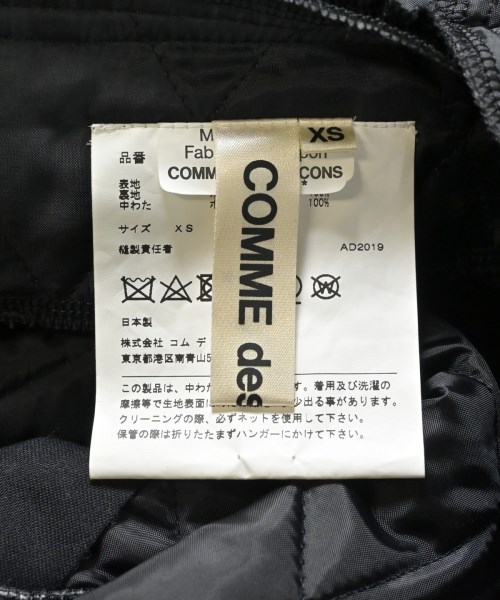 XS
COMME des
M
Fab
COMM CONS
品番
表地
裏地
中わた 100%
サイズ XS
縫製責任者 AD2019
日本製
株式会社 コム デ
東京都港区南青山5
この製品は、中わた す。着用及び洗濯の
摩擦等で生地表面に 少出る事があります。
クリーニングの際、必ずネットを使用して下さい。
保管の際は折りたたまずハンガーにかけて下さい。